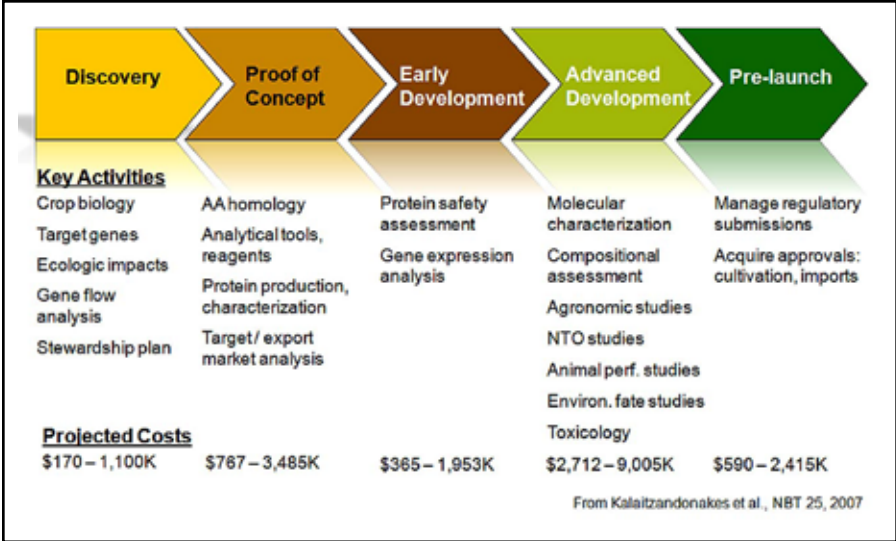 Discovery
Proof of
Concept
Early
Development
Advanced
Development
Pre-launch
Key Activities
Crop biology
Target genes
Ecologic impacts
Gene flow
analysis
Stewardship plan
AA homology
Analytical tools,
reagents
Protein production,
characterization
Target / export
market analysis
Protein safety
assessment
Gene expression
analysis
Molecular
characterization
Compositional
assessment
Agronomic studies
NTO studies
Animal perf. studies
Environ. fate studies
Toxicology
Manage regulatory
submissions
Acquire approvals:
cultivation, imports
Projected Costs
$170 – 1,100K
$767 – 3,485K
$365 – 1,953K
$2,712 – 9,005K
$590 – 2,415K
From Kalaitzandonakes et al., NBT 25, 2007